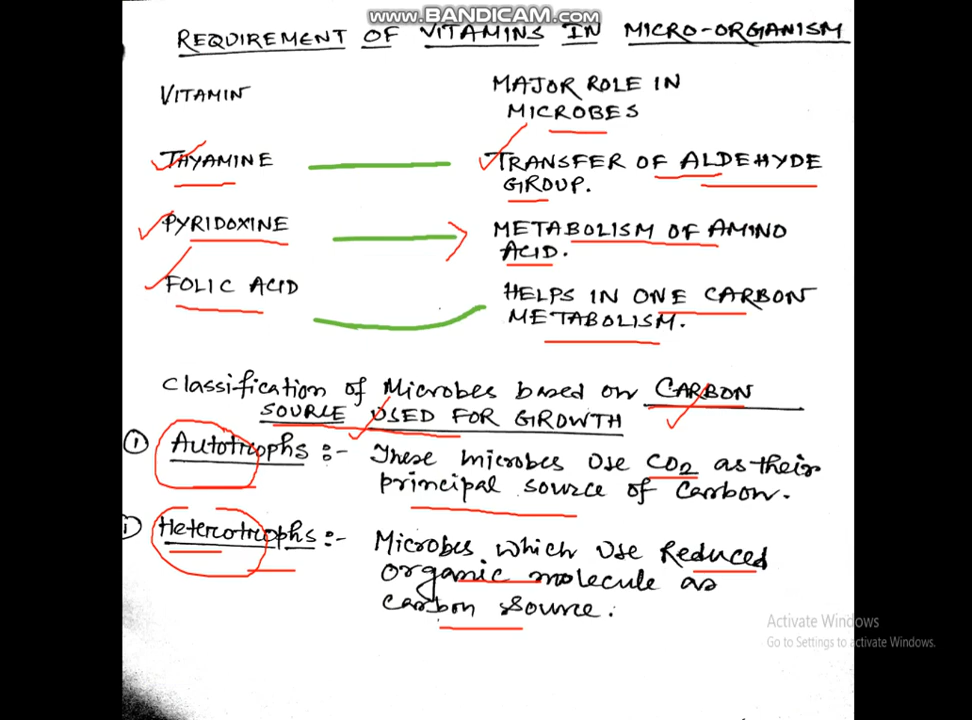 WWW.BANDICAM.COM
REQUIREMENT OF VITAMINS IN MICRO-ORGANISM
VITAMIN
MAJOR ROLE IN
MICROBES
THYAMINE
TRANSFER OF ALDEHYDE
GROUP.
PYRIDOXINE
METABOLISM OF AMINO
ACID.
FOLIC ACID
HELPS IN ONE CARBON
METABOLISM.
Classification of Microbes based on CARBON
SOURCE USED FOR GROWTH
① Autotrophs :- These microbes use CO2 as their
principal source of Carbon.
① Heterotrophs :- Microbes which use Reduced
organic molecule as
carbon source.
Activate Windows
Go to Settings to activate Windows.